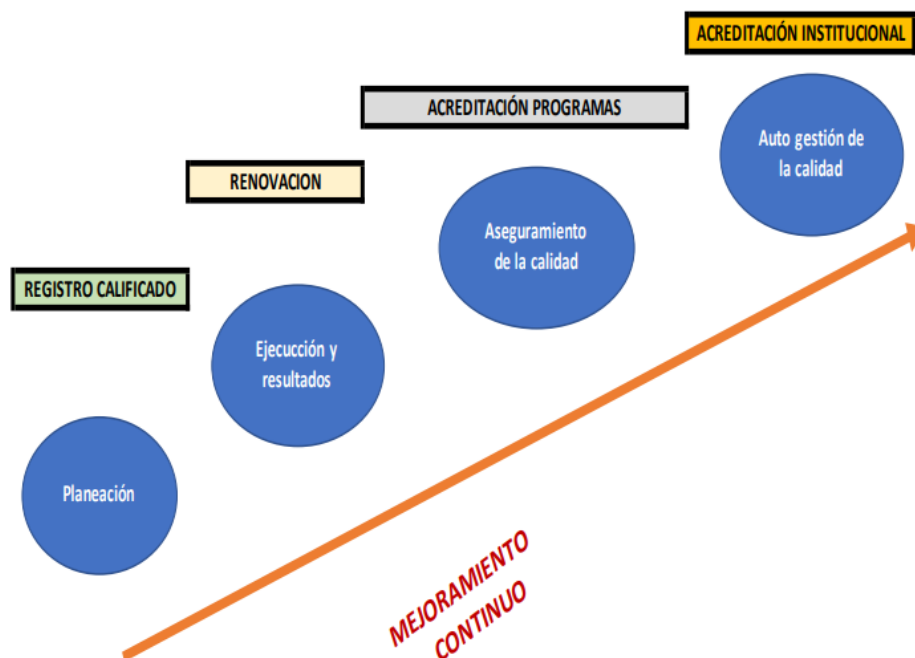 ACREDITACIÓN INSTITUCIONAL
Auto gestión de
la calidad
ACREDITACIÓN PROGRAMAS
Aseguramiento
de la calidad
RENOVACION
Ejecución y
resultados
REGISTRO CALIFICADO
Planeación
MEJORAMIENTO
CONTINUO